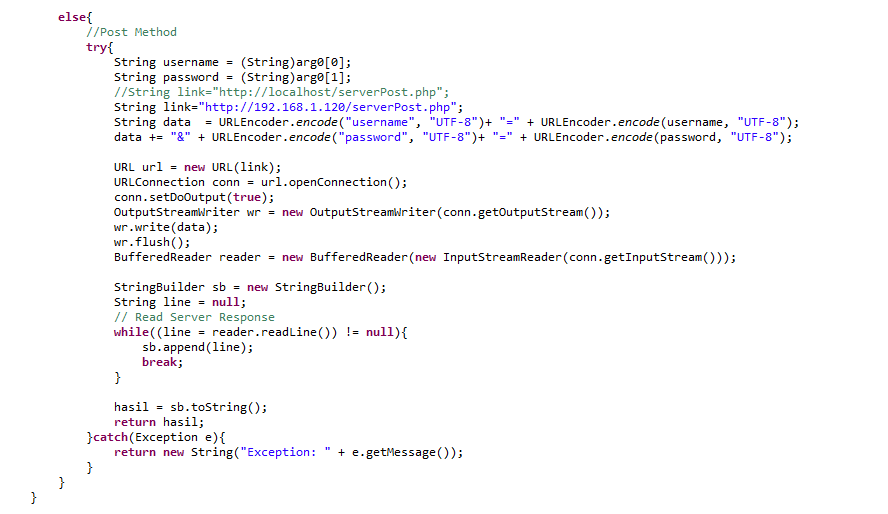 else{
//Post Method
try{
String username = (String)arg0[0];
String password = (String)arg0[1];
//String link="http://localhost/serverPost.php";
String link="http://192.168.1.120/serverPost.php";
String data  = URLEncoder.encode("username", "UTF-8")+ "=" + URLEncoder.encode(username, "UTF-8");
data += "&" + URLEncoder.encode("password", "UTF-8")+ "=" + URLEncoder.encode(password, "UTF-8");
URL url = new URL(link);
URLConnection conn = url.openConnection();
conn.setDoOutput(true);
OutputStreamWriter wr = new OutputStreamWriter(conn.getOutputStream());
wr.write(data);
wr.flush();
BufferedReader reader = new BufferedReader(new InputStreamReader(conn.getInputStream()));
StringBuilder sb = new StringBuilder();
String line = null;
// Read Server Response
while((line = reader.readLine()) != null){
sb.append(line);
break;
}
hasil = sb.toString();
return hasil;
}catch(Exception e){
return new String("Exception: " + e.getMessage());
}
}
}